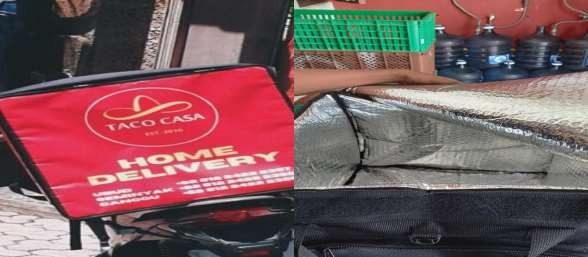 TACO CASA
EST. 2016
HOME
DELIVERY
UBUD
SEMINYAK
CANGGU